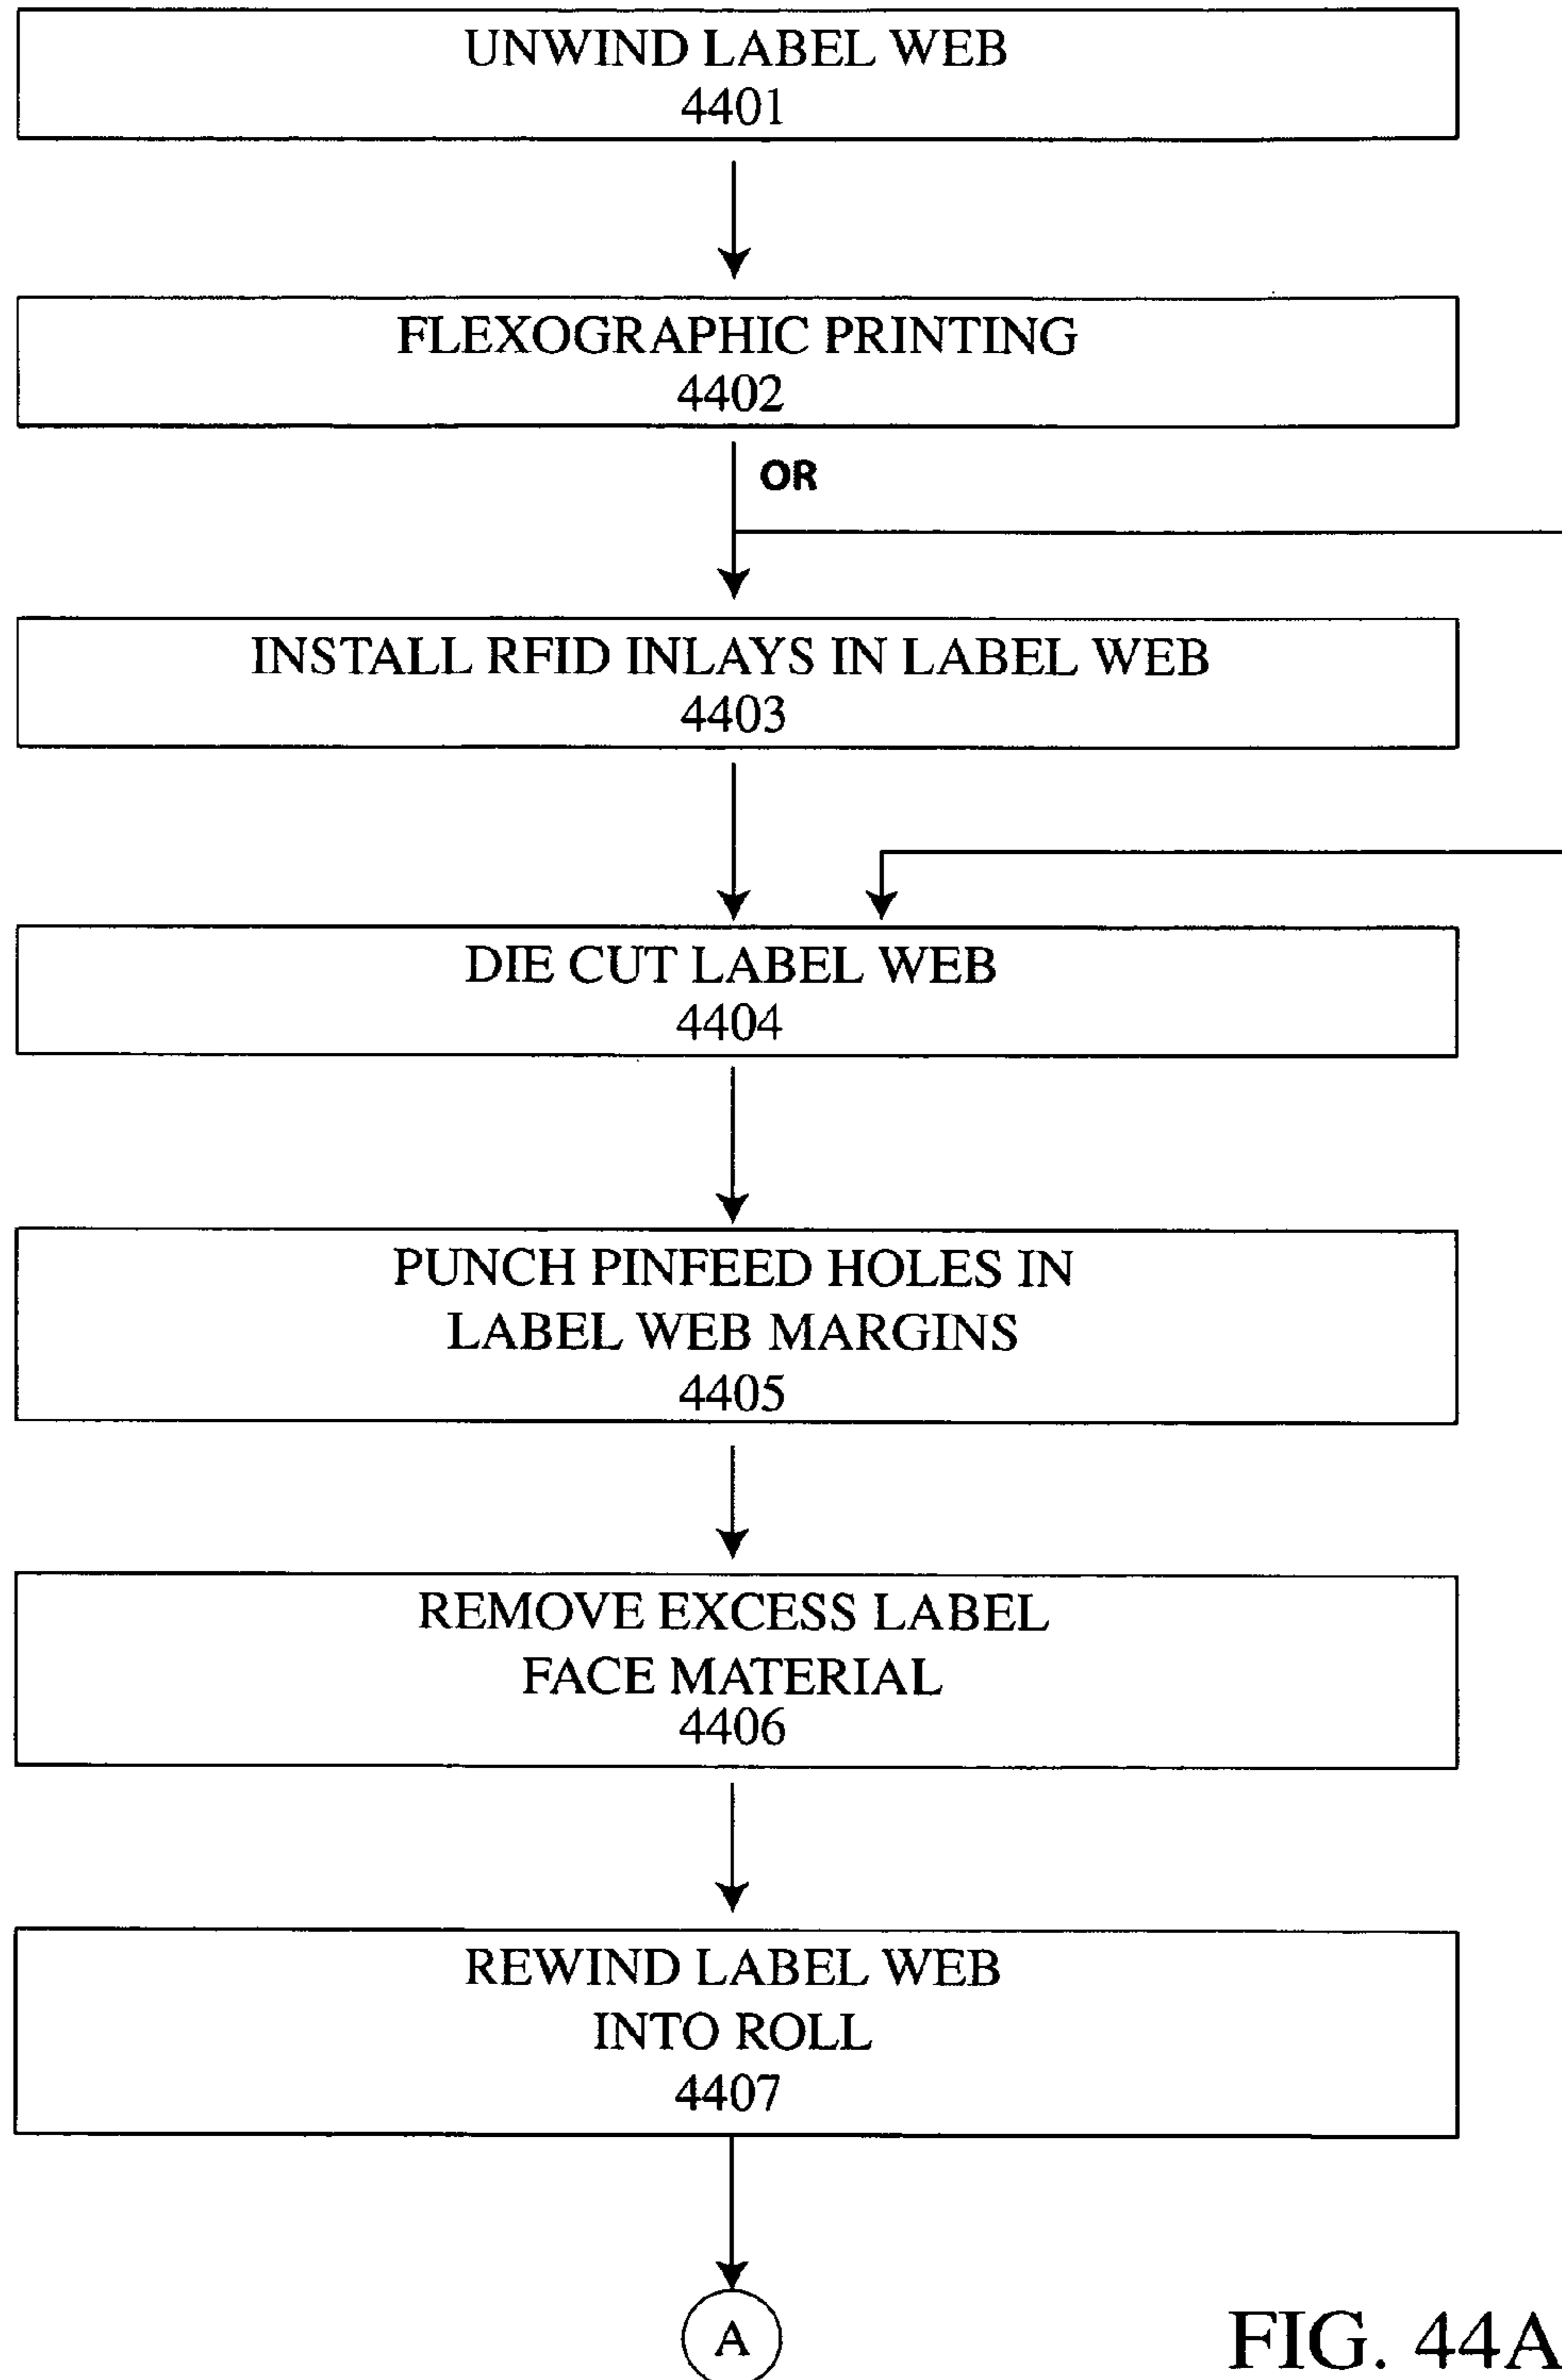 UNWIND LABEL WEB
4401
FLEXOGRAPHIC PRINTING
4402
OR
INSTALL RFID INLAYS IN LABEL WEB
4403
DIE CUT LABEL WEB
4404
PUNCH PINFEED HOLES IN
LABEL WEB MARGINS
4405
REMOVE EXCESS LABEL
FACE MATERIAL
4406
REWIND LABEL WEB
INTO ROLL
4407
A
FIG. 44A